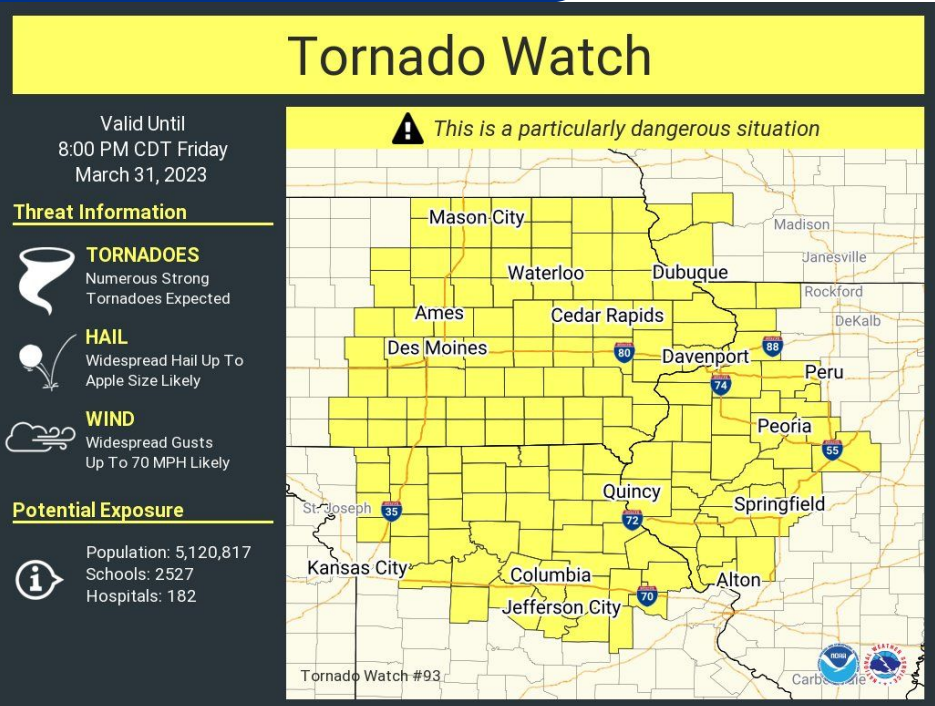 Tornado Watch
Valid Until
8:00 PM CDT Friday
March 31, 2023
Threat Information
TORNADOES
Numerous Strong
Tornadoes Expected
HAIL
Widespread Hail Up To
Apple Size Likely
WIND
Widespread Gusts
Up To 70 MPH Likely
Potential Exposure
Population: 5,120,817
Schools: 2527
Hospitals: 182
This is a particularly dangerous situation
Mason City
Madison
Janesville
Waterloo
Dubuque
Rockford
Ames
Cedar Rapids
DeKalb
Des Moines
80
Davenport
88
74
Peru
Peoria
55
Quincy
St. Joseph
35
72
Springfield
Kansas City
Columbia
Alton
70
Jefferson City
Tornado Watch #93
NOAA
NATIONAL WEATHER SERVICE